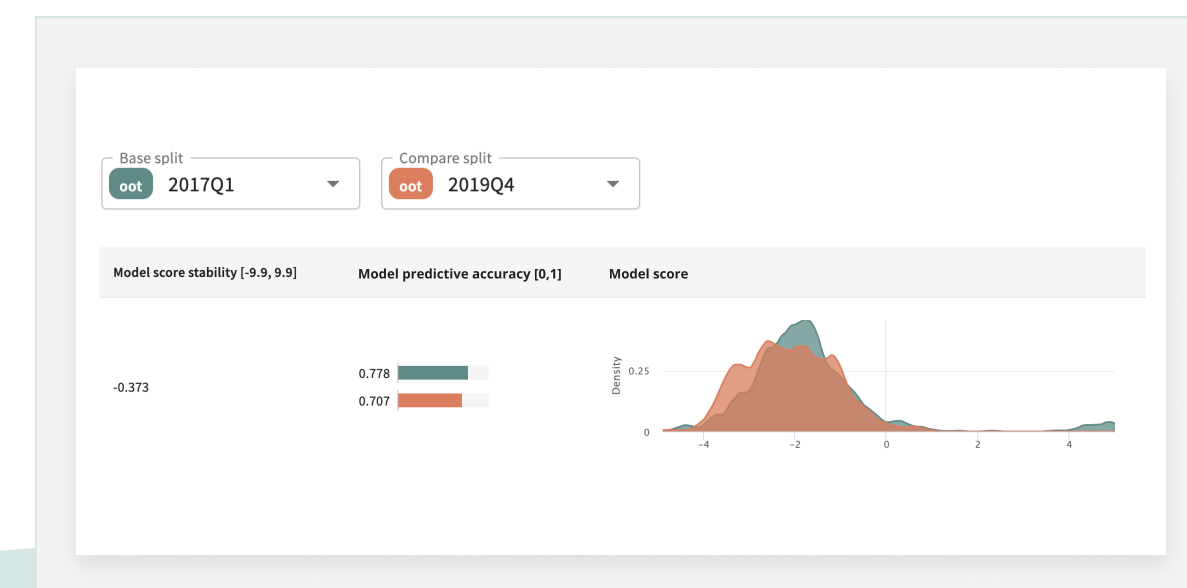 Base split
oot 2017Q1
Compare split
oot 2019Q4
Model score stability [-9.9, 9.9] Model predictive accuracy [0,1] Model score
-0.373
0.778
0.707
Density
0.25
0
−4 −2 0 2 4